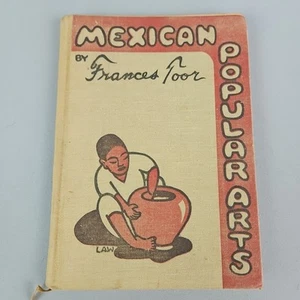 MEXICAN
POPULAR ARTS
BY Frances Toor
LAW